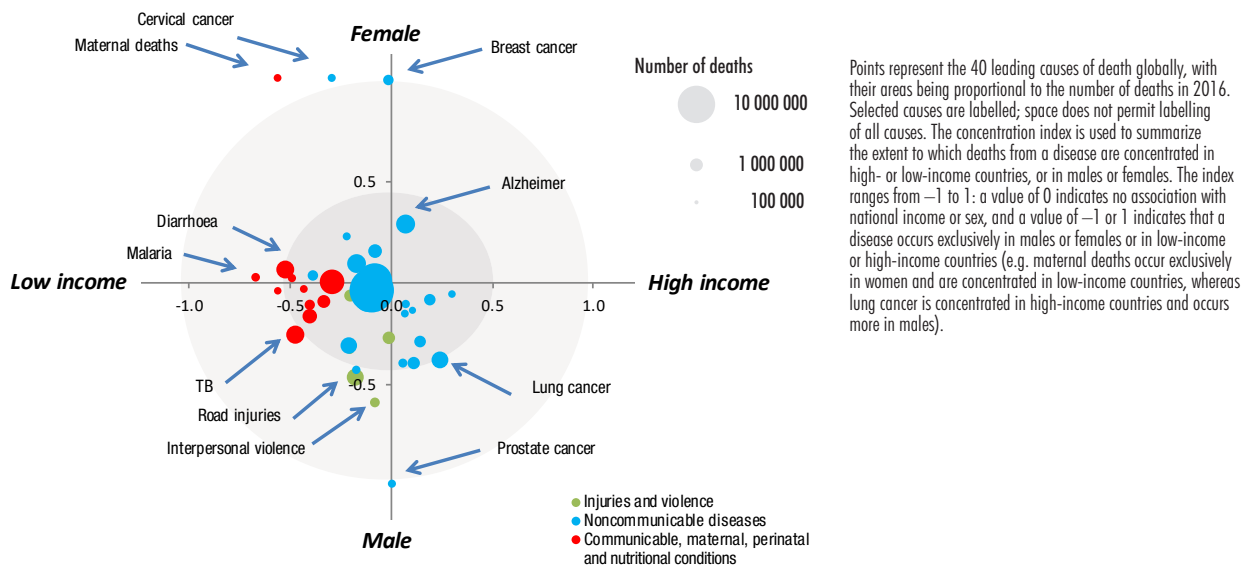 Cervical cancer
Maternal deaths
Female
Breast cancer
Number of deaths
10 000 000
1 000 000
100 000
0.5
Alzheimer
Diarrhoea
Malaria
Low income
High income
-1.0
-0.5
0.0
0.5
1.0
TB
-0.5
Lung cancer
Road injuries
Interpersonal violence
Prostate cancer
Male
Injuries and violence
Noncommunicable diseases
Communicable, maternal, perinatal
and nutritional conditions
Points represent the 40 leading causes of death globally, with
their areas being proportional to the number of deaths in 2016.
Selected causes are labelled; space does not permit labelling
of all causes. The concentration index is used to summarize
the extent to which deaths from a disease are concentrated in
high- or low-income countries, or in males or females. The index
ranges from –1 to 1: a value of 0 indicates no association with
national income or sex, and a value of –1 or 1 indicates that a
disease occurs exclusively in males or females or in low-income
or high-income countries (e.g. maternal deaths occur exclusively
in women and are concentrated in low-income countries, whereas
lung cancer is concentrated in high-income countries and occurs
more in males).